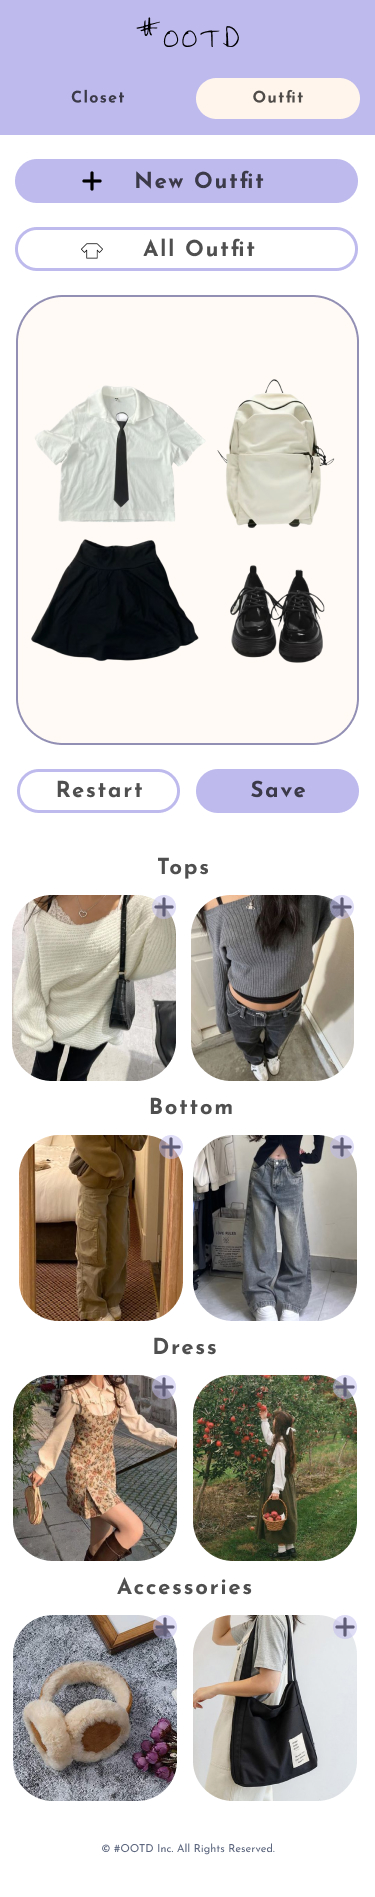 #OOTD
Closet
Outfit
New Outfit
All Outfit
Restart
Save
Tops
Bottom
Dress
Accessories
© #OOTD Inc. All Rights Reserved.